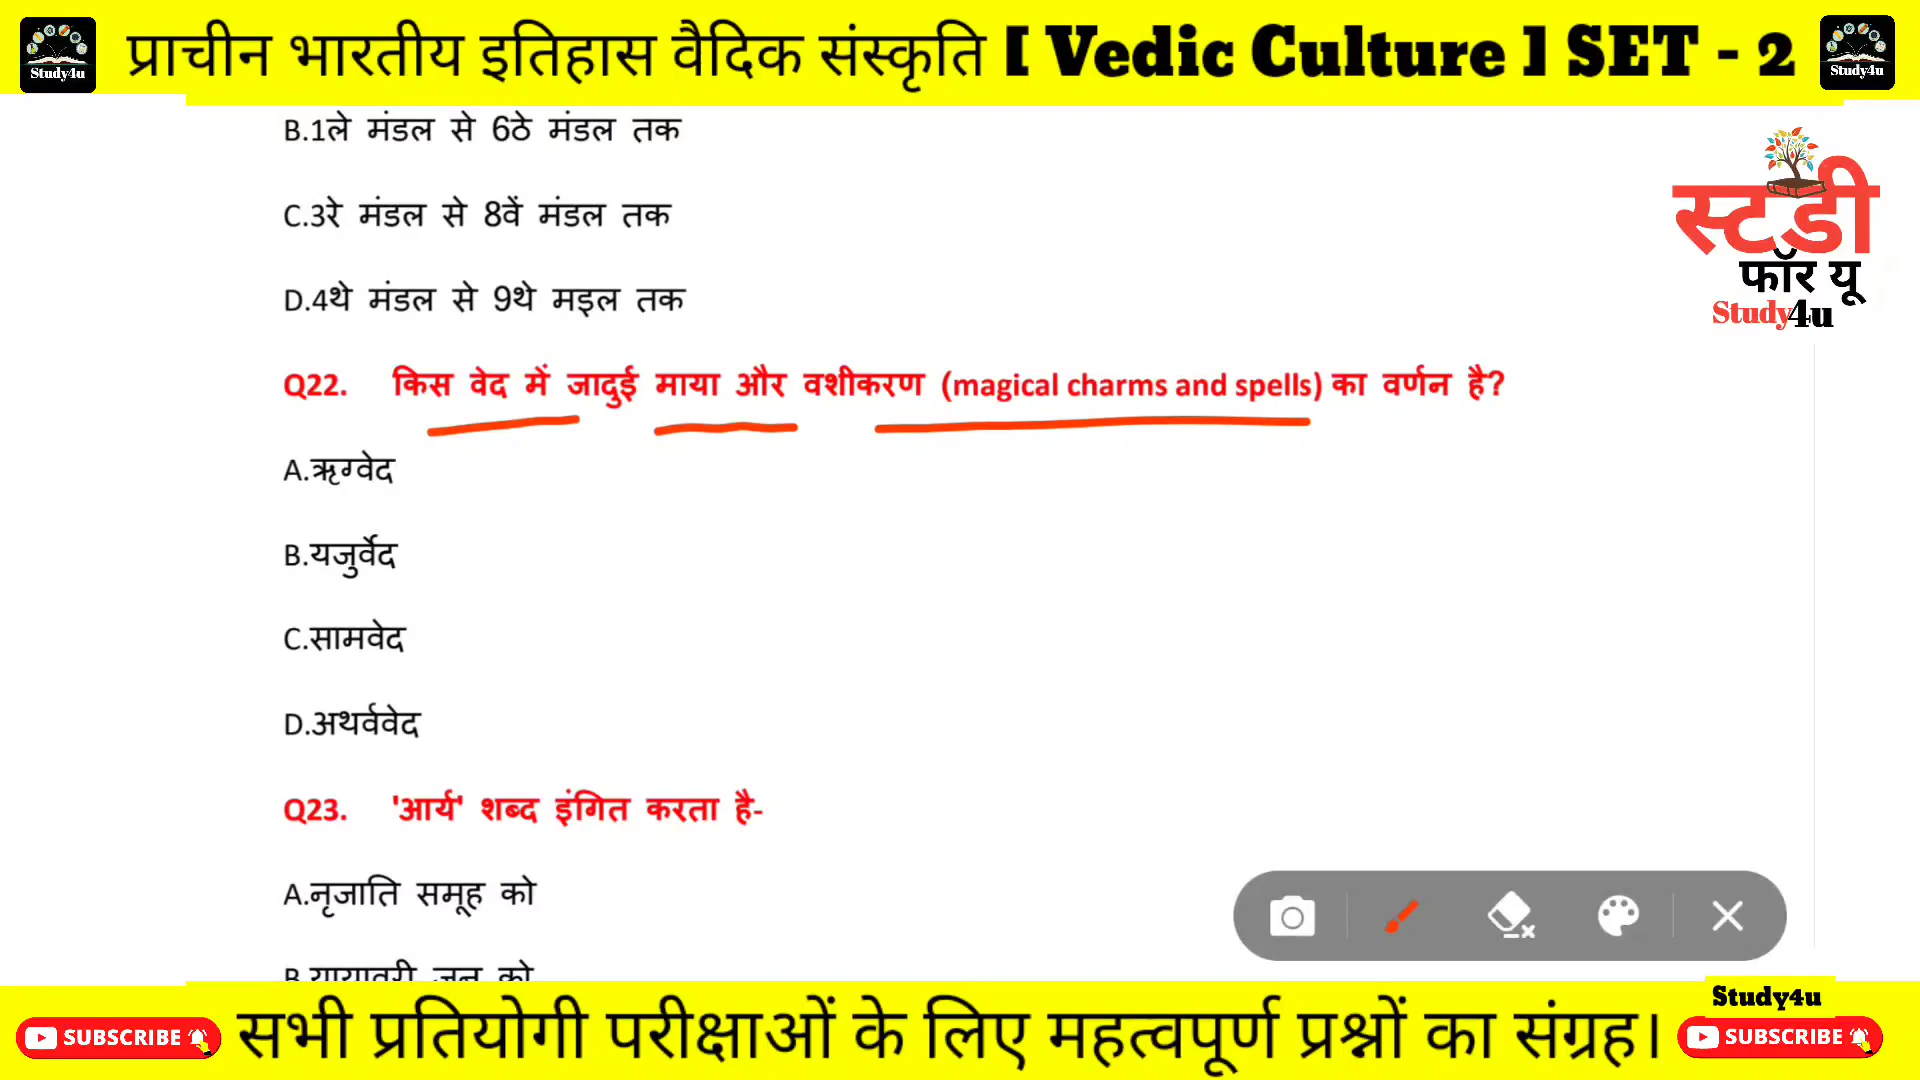 Study4u
प्राचीन भारतीय इतिहास वैदिक संस्कृति [ Vedic Culture ] SET - 2
Study4u
B.1ले मंडल से 6ठे मंडल तक
C.3रे मंडल से 8वें मंडल तक
D.4थे मंडल से 9थे मइल तक
स्टडी
फॉर यू
Study4u
Q22. किस वेद में जादुई माया और वशीकरण (magical charms and spells) का वर्णन है?
A.ऋग्वेद
B.यजुर्वेद
C.सामवेद
D.अथर्ववेद
Q23. 'आर्य' शब्द इंगित करता है-
A.नृजाति समूह को
B.यायावरी जन को
Study4u
SUBSCRIBE
सभी प्रतियोगी परीक्षाओं के लिए महत्वपूर्ण प्रश्नों का संग्रह।
SUBSCRIBE